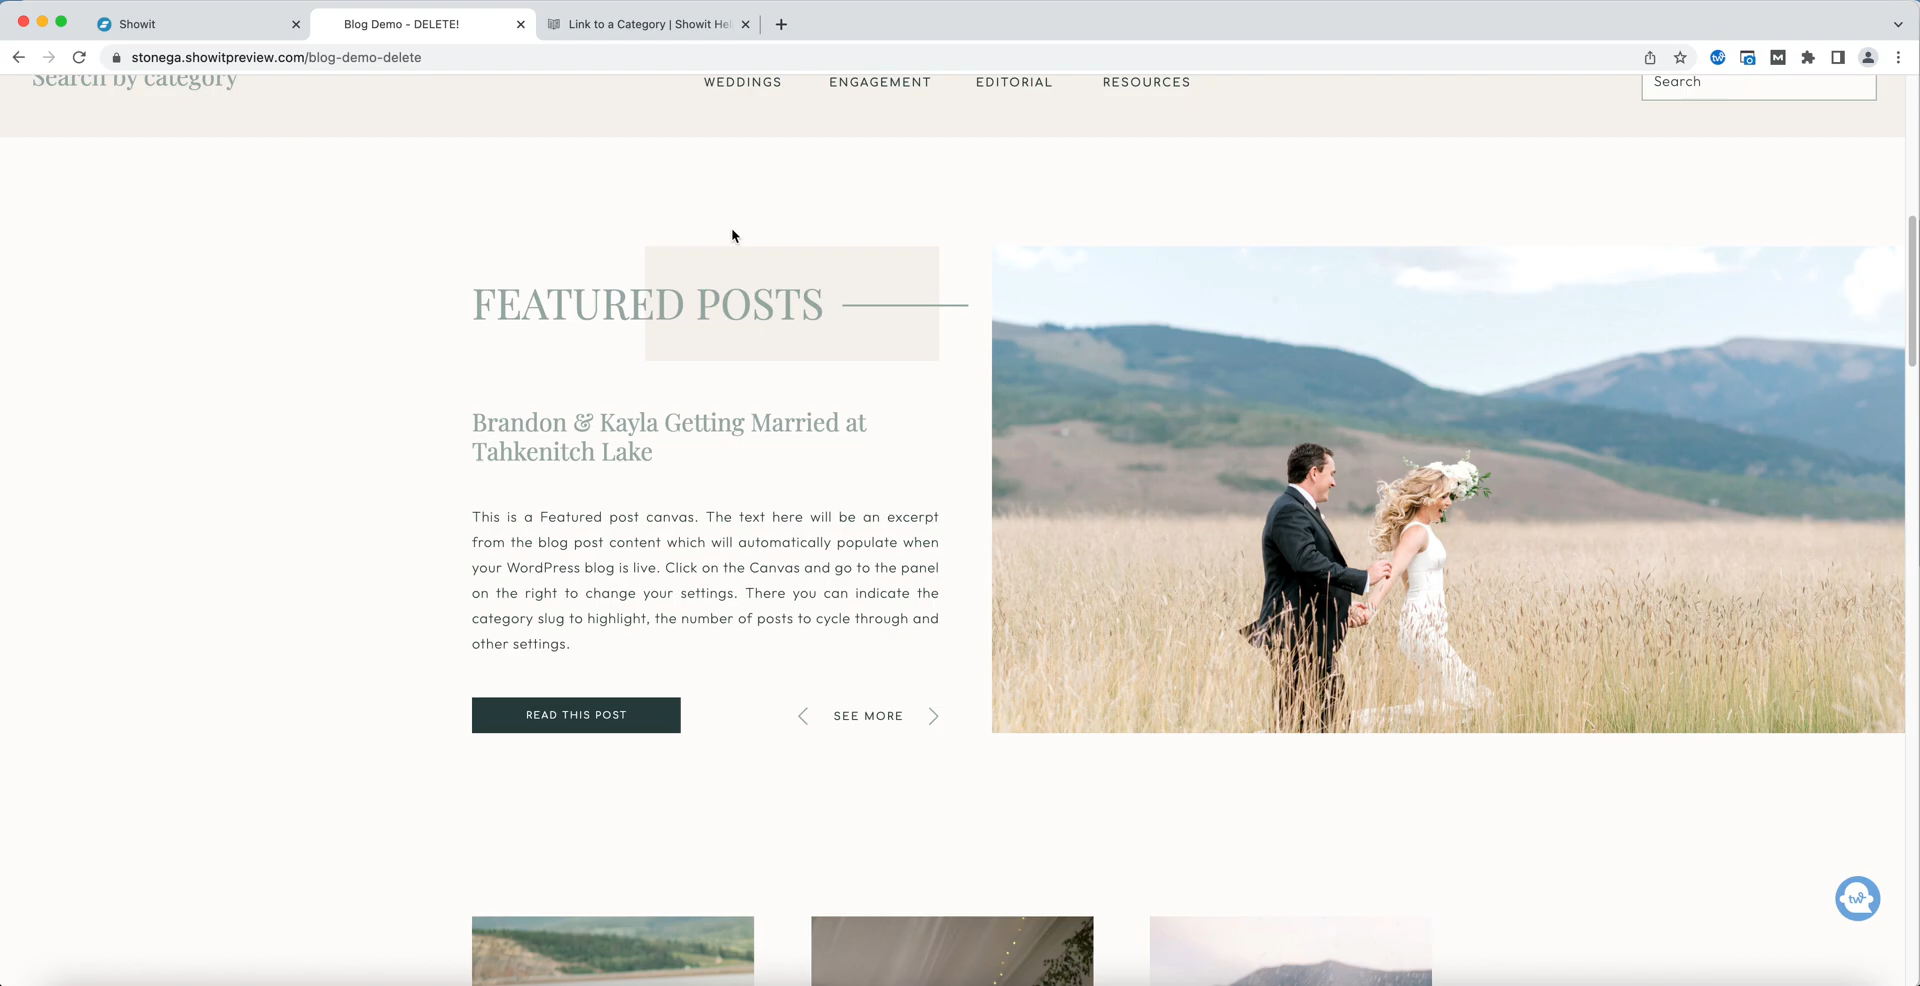 Showit
Blog Demo - DELETE!
Link to a Category | Showit Hel
stonega.showitpreview.com/blog-demo-delete
Search by category
WEDDINGS
ENGAGEMENT
EDITORIAL
RESOURCES
Search
FEATURED POSTS
Brandon & Kayla Getting Married at
Tahkenitch Lake
This is a Featured post canvas. The text here will be an excerpt
from the blog post content which will automatically populate when
your WordPress blog is live. Click on the Canvas and go to the panel
on the right to change your settings. There you can indicate the
category slug to highlight, the number of posts to cycle through and
other settings.
READ THIS POST
SEE MORE